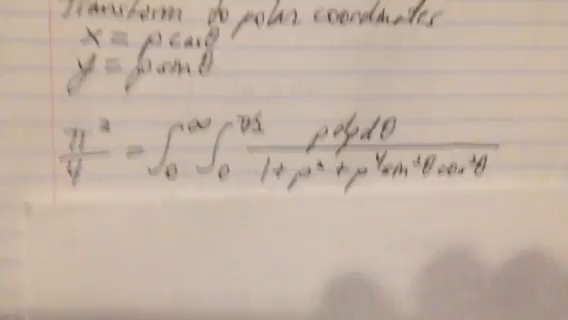 Transform to polar coordinates
x = ρ cos θ
y = ρ sin θ
π²/4 = ∫₀^∞ ∫₀^π/2 ρ dρ dθ / 1 + ρ² + ρ⁴ sin²θ cos²θ